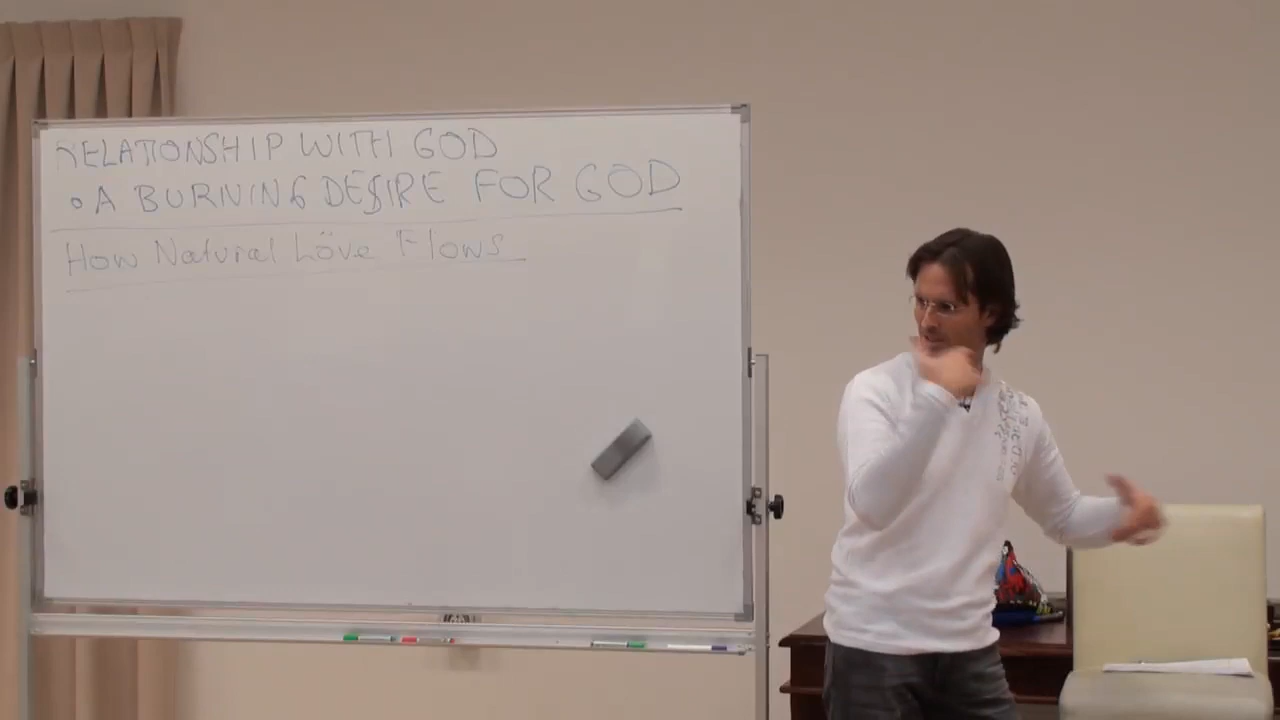 RELATIONSHIP WITH GOD
• A BURNING DESIRE FOR GOD
How Natural Löve Flows